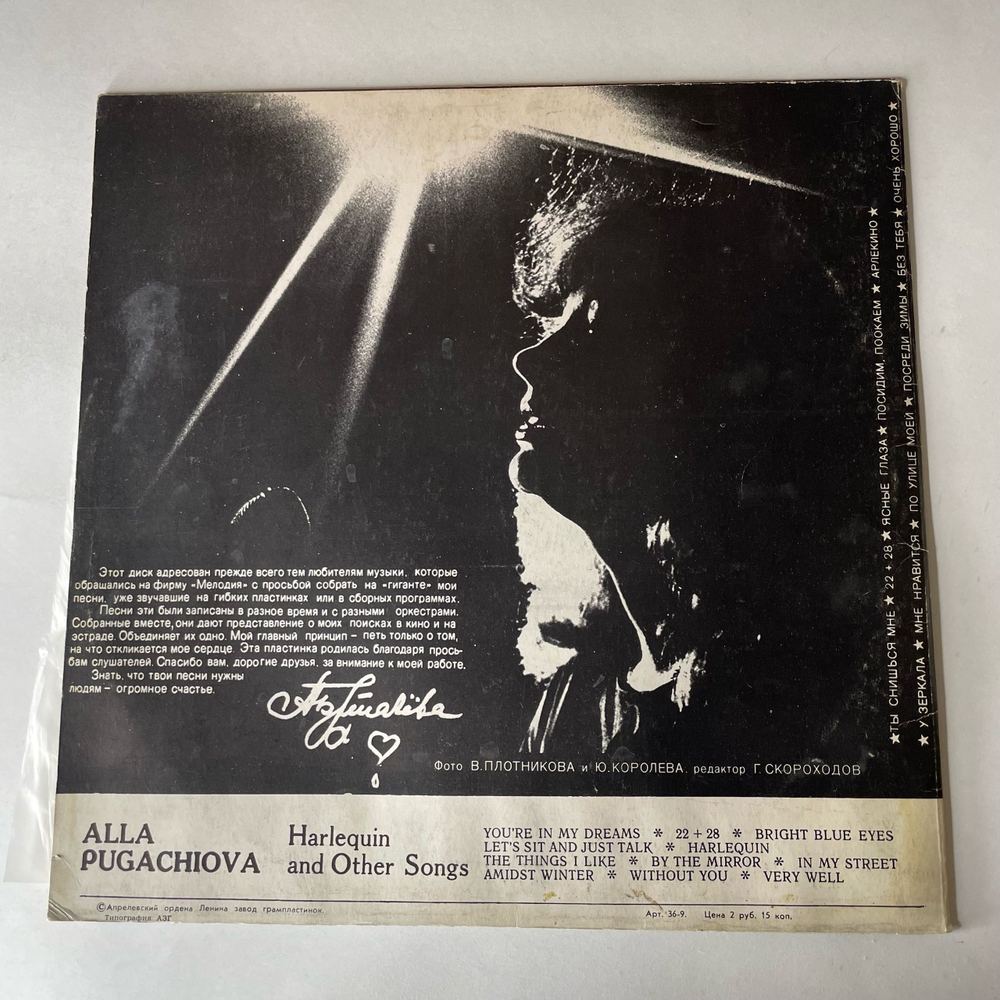 Этот диск адресован прежде всего тем любителям музыки, которые
обращались на фирму «Мелодия» с просьбой собрать на «гиганте» мои
песни, уже звучавшие на гибких пластинках или в сборных программах.
Песни эти были записаны в разное время и с разными оркестрами.
Собранные вместе, они дают представление о моих поисках в кино и на
эстраде. Объединяет их одно. Мой главный принцип – петь только о том,
на что откликается мое сердце. Эта пластинка родилась благодаря прось-
бам слушателей. Спасибо вам, дорогие друзья, за внимание к моей работе.
Знать, что твои песни нужны
людям – огромное счастье.
Фото В.ПЛОТНИКОВА и Ю.КОРОЛЕВА. редактор Г.СКОРОХОДОВ
★ТЫ СНИШЬСЯ МНЕ★ 22 + 28 ★ ЯСНЫЕ ГЛАЗА★ ПОСИДИМ, ПООКАЕМ ★ АРЛЕКИНО★
★ У ЗЕРКАЛА ★ МНЕ НРАВИТСЯ★ ПО УЛИЦЕ МОЕЙ ★ ПОСРЕДИ ЗИМЫ ★ БЕЗ ТЕБЯ ★ ОЧЕНЬ ХОРОШО ★
ALLA
PUGACHIOVA
Harlequin
and Other Songs
YOU'RE IN MY DREAMS * 22 + 28 * BRIGHT BLUE EYES
LET'S SIT AND JUST TALK * HARLEQUIN
THE THINGS I LIKE * BY THE MIRROR * IN MY STREET
AMIDST WINTER * WITHOUT YOU * VERY WELL
©Апрелевский ордена Ленина завод грампластинок.
Типография АЗГ
Арт. 36-9. Цена 2 руб. 15 коп.